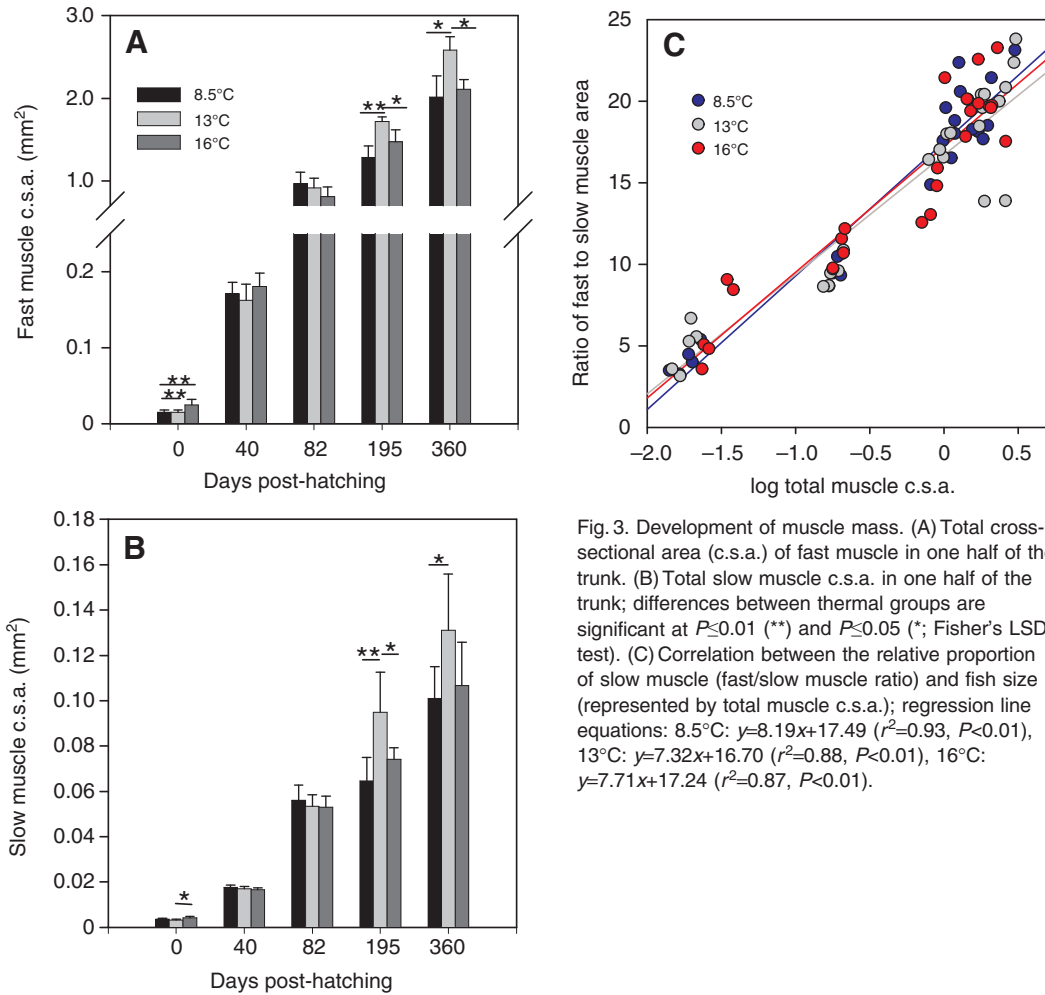 A
Fast muscle c.s.a. (mm²)
3.0
2.0
1.0
0.2
0.1
0
8.5°C
13°C
16°C
**
**
**
*
*
*
0 40 82 195 360
Days post-hatching
B
Slow muscle c.s.a. (mm²)
0.18
0.16
0.14
0.12
0.10
0.08
0.06
0.04
0.02
0
*
**
*
*
0 40 82 195 360
Days post-hatching
C
Ratio of fast to slow muscle area
25
20
15
10
5
0
8.5°C
13°C
16°C
–2.0 –1.5 –1.0 –0.5 0 0.5
log total muscle c.s.a.
Fig. 3. Development of muscle mass. (A) Total cross-
sectional area (c.s.a.) of fast muscle in one half of the
trunk. (B) Total slow muscle c.s.a. in one half of the
trunk; differences between thermal groups are
significant at P≤0.01 (**) and P≤0.05 (*; Fisher's LSD
test). (C) Correlation between the relative proportion
of slow muscle (fast/slow muscle ratio) and fish size
(represented by total muscle c.s.a.); regression line
equations: 8.5°C: y=8.19x+17.49 (r²=0.93, P<0.01),
13°C: y=7.32x+16.70 (r²=0.88, P<0.01), 16°C:
y=7.71x+17.24 (r²=0.87, P<0.01).